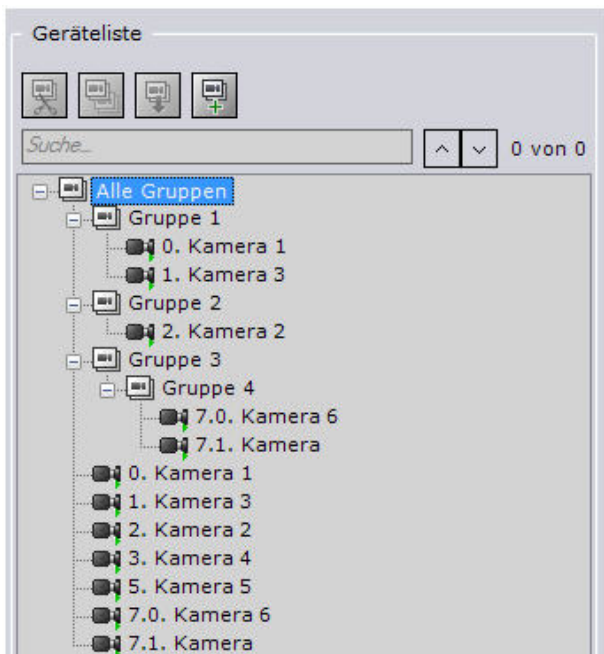 Geräteliste
Suche...
0 von 0
Alle Gruppen
Gruppe 1
0. Kamera 1
1. Kamera 3
Gruppe 2
2. Kamera 2
Gruppe 3
Gruppe 4
7.0. Kamera 6
7.1. Kamera
0. Kamera 1
1. Kamera 3
2. Kamera 2
3. Kamera 4
5. Kamera 5
7.0. Kamera 6
7.1. Kamera